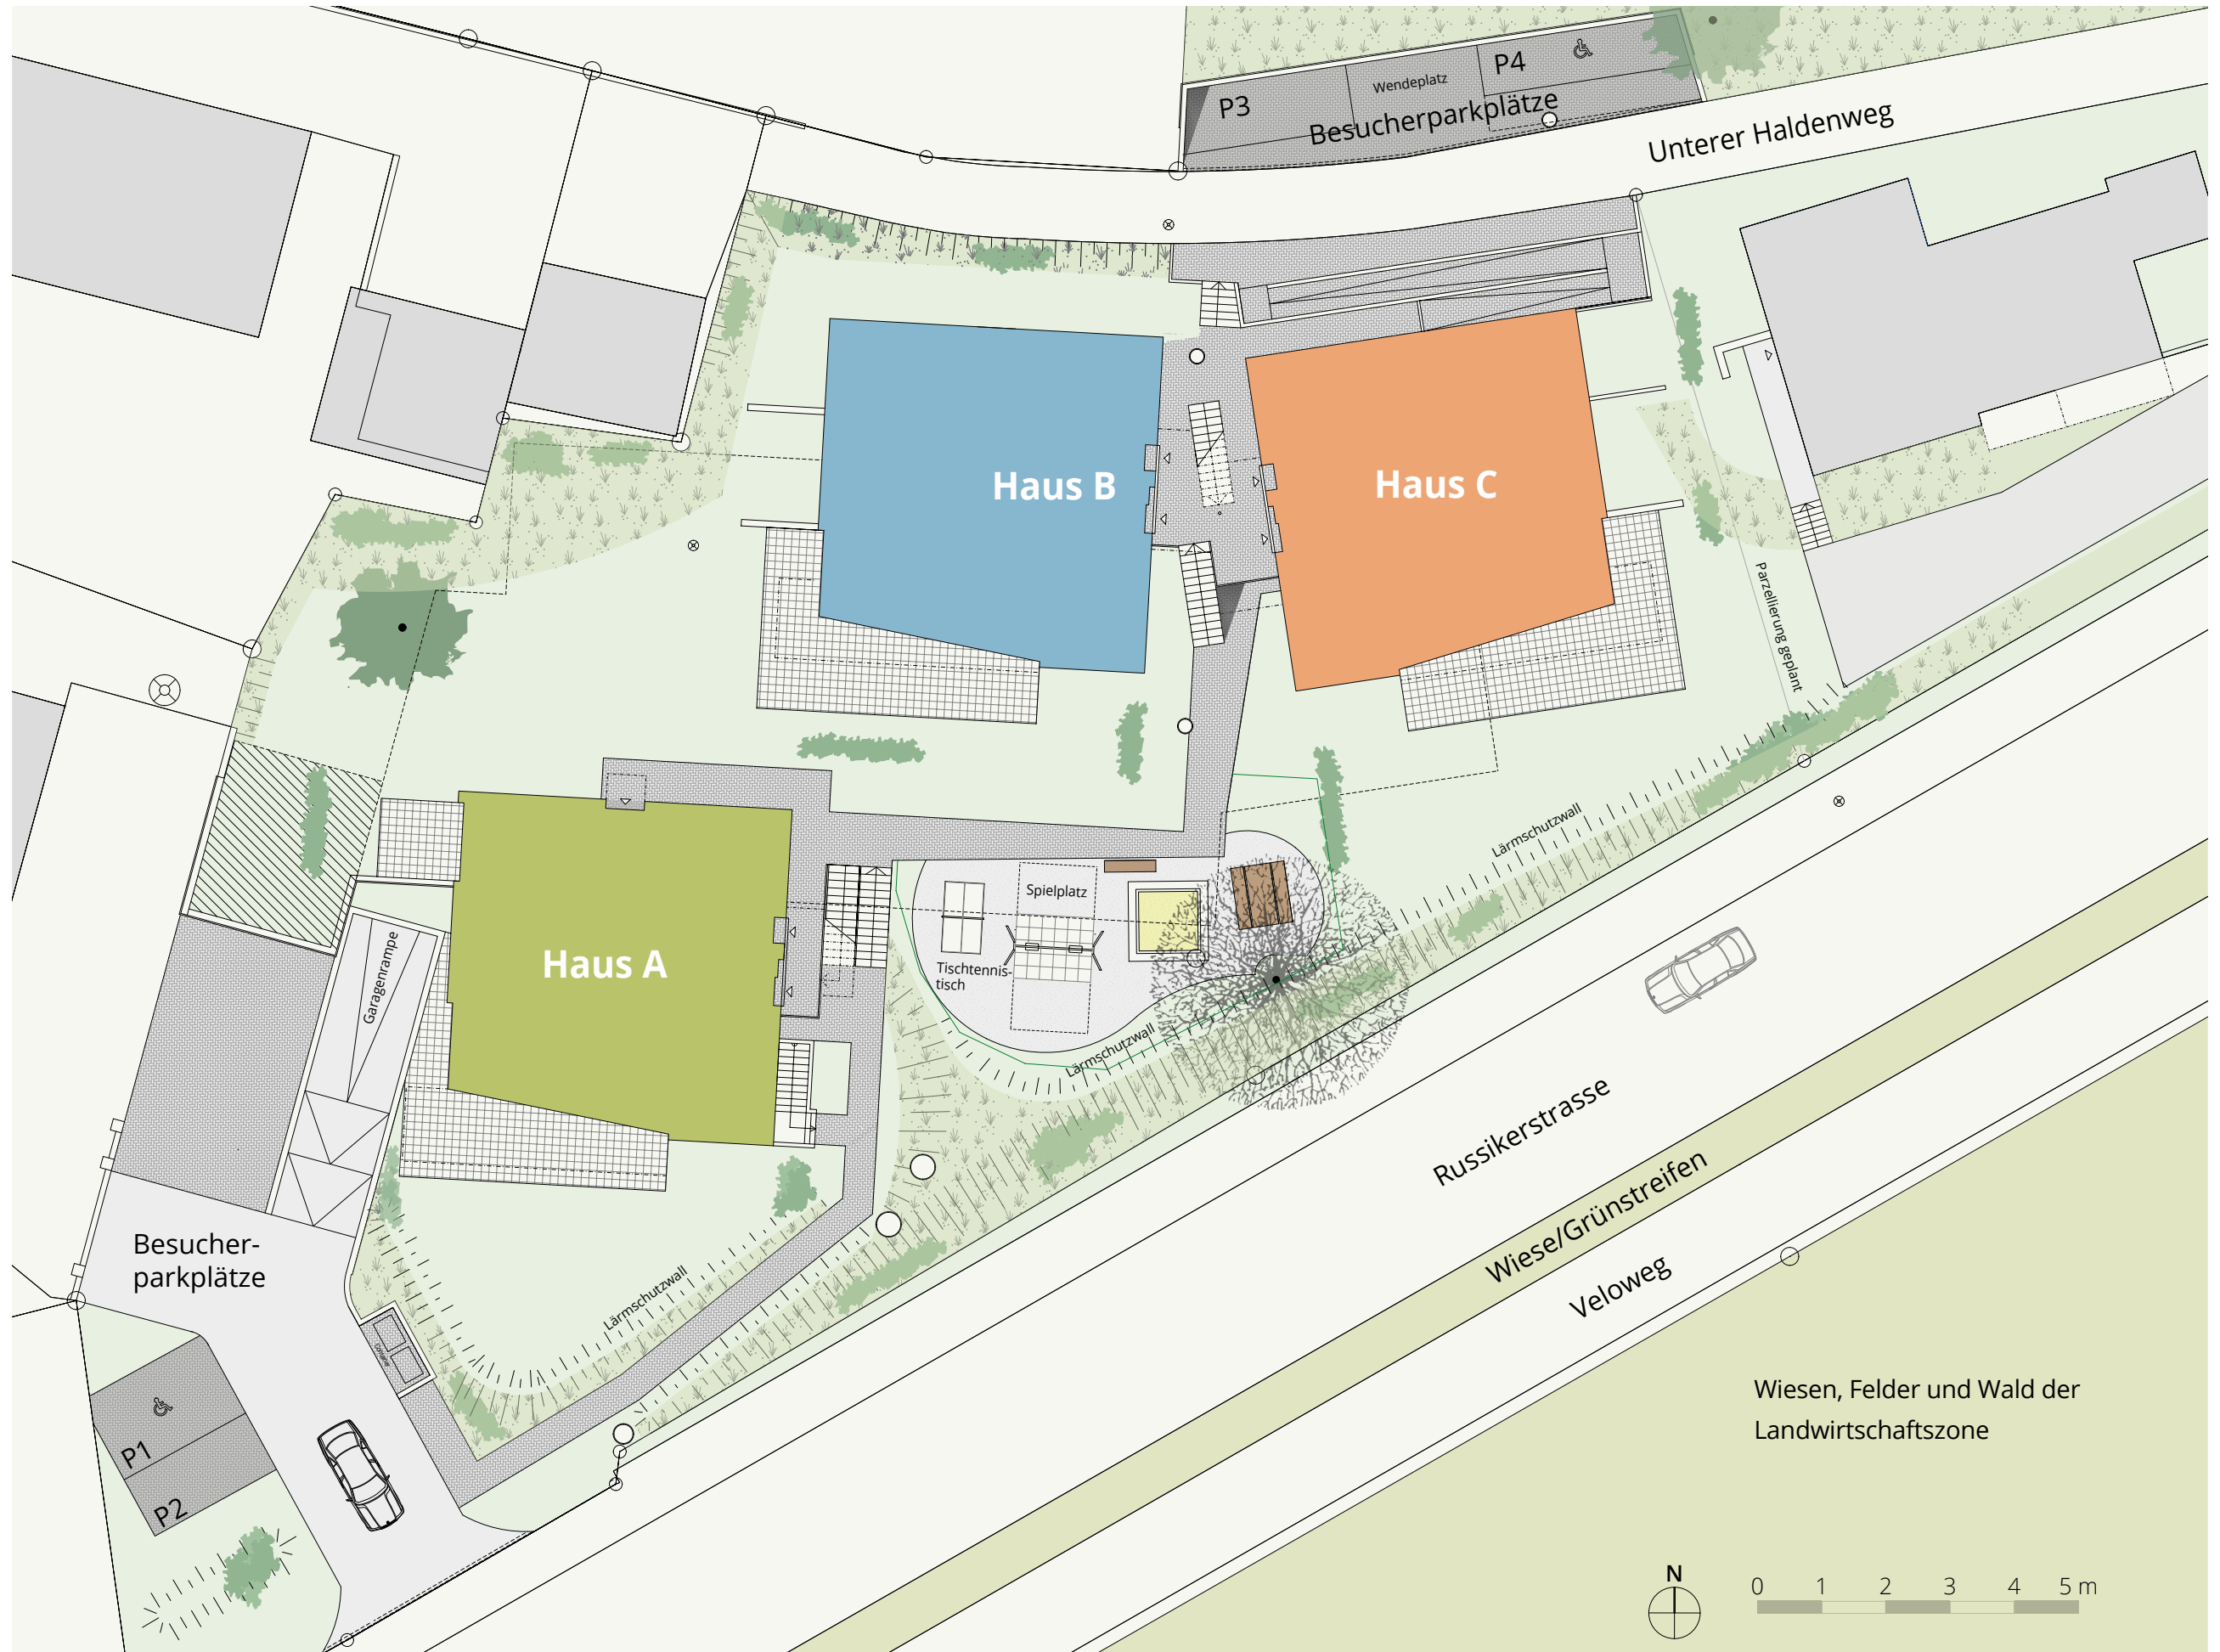 P4
Wendeplatz
P3
Besucherparkplätze
Unterer Haldenweg
Haus B
Haus C
Parzellierung geplant
Lärmschutzwall
Spielplatz
Haus A
Garagenrampe
Tischtennis-
tisch
Lärmschutzwall
Russikerstrasse
Wiese/Grünstreifen
Veloweg
Besucher-
parkplätze
Lärmschutzwall
Wiesen, Felder und Wald der
Landwirtschaftszone
P1
P2
N
0 1 2 3 4 5 m